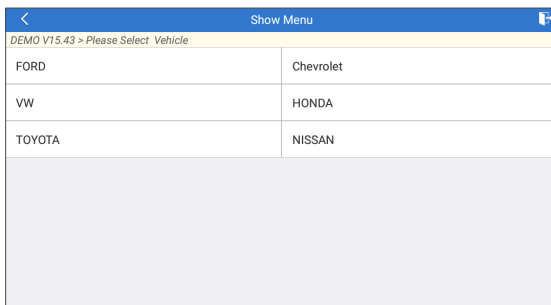 Show Menu
DEMO V15.43 > Please Select Vehicle
FORD
Chevrolet
VW
HONDA
TOYOTA
NISSAN